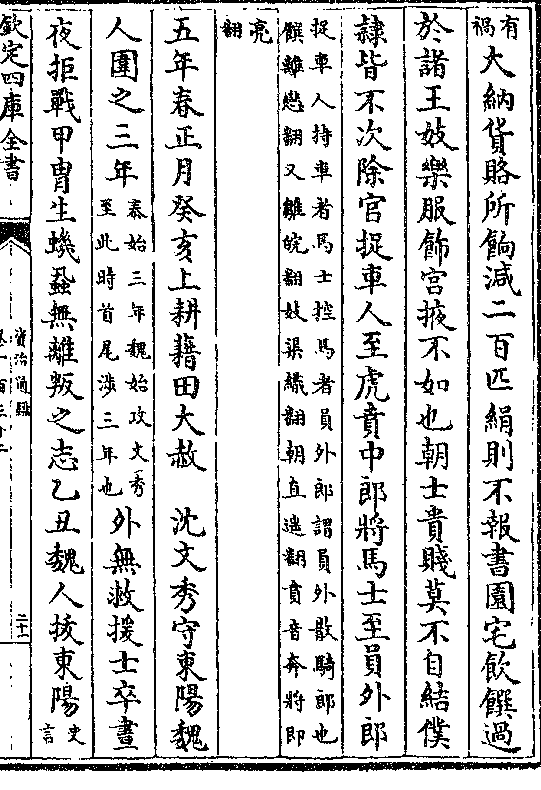 有
禍
大納貨賂所餉減二百匹絹則不報書園宅飲饌過
於諸王妓樂服飾宮掖不如也朝士貴賤莫不自結僕
隷皆不次除官捉車人至虎賁中郎將馬士至員外郎
捉車人持車者馬士控馬者員外郎謂員外散騎郎也
饌雛戀翻又雛皖翻妓渠綺翻朝直遥翻賁音奔將即
亮
翻
五年春正月癸亥上耕藉田大赦　沈文秀守東陽魏
人圍之三年
泰始三年魏始攻文秀
至此時首尾涉三年也
外無救援士卒晝
夜拒戰甲胄生蟣蝨無離叛之志乙丑魏人拔東陽
史
言
欽定四庫全書
資治通鑑
卷一百三十二
二十一